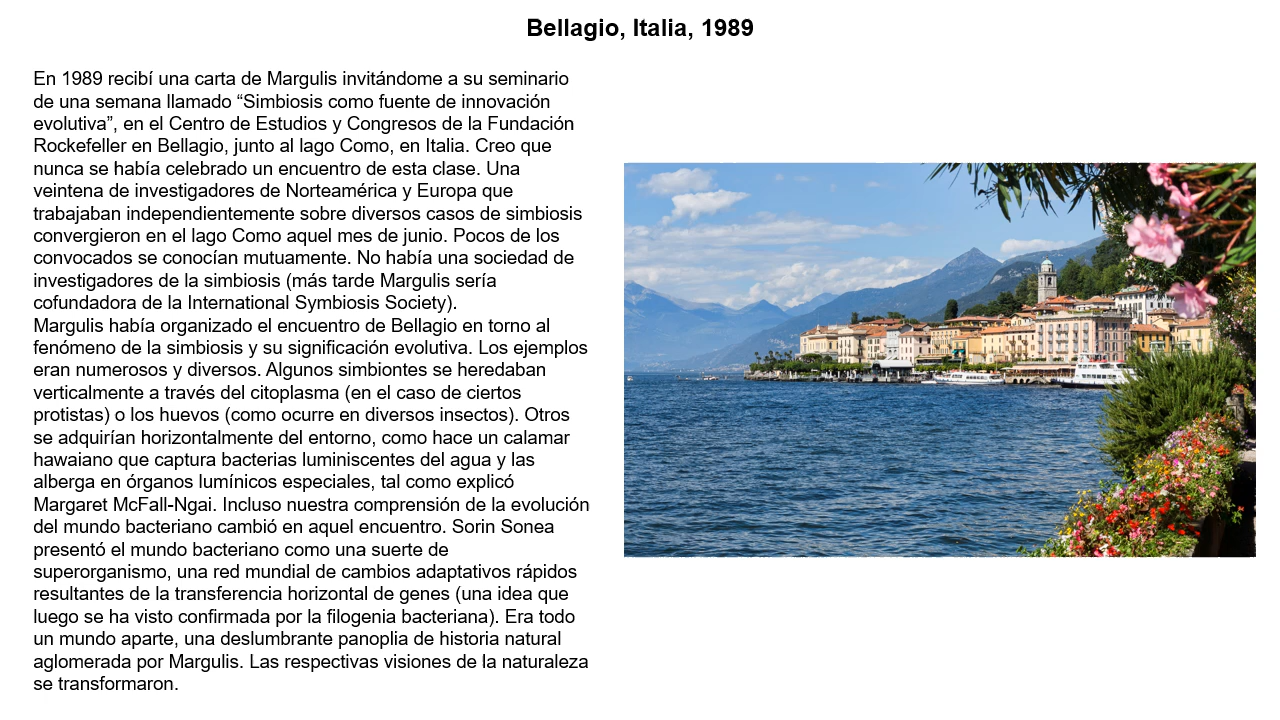 Bellagio, Italia, 1989
En 1989 recibí una carta de Margulis invitándome a su seminario
de una semana llamado “Simbiosis como fuente de innovación
evolutiva”, en el Centro de Estudios y Congresos de la Fundación
Rockefeller en Bellagio, junto al lago Como, en Italia. Creo que
nunca se había celebrado un encuentro de esta clase. Una
veintena de investigadores de Norteamérica y Europa que
trabajaban independientemente sobre diversos casos de simbiosis
convergieron en el lago Como aquel mes de junio. Pocos de los
convocados se conocían mutuamente. No había una sociedad de
investigadores de la simbiosis (más tarde Margulis sería
cofundadora de la International Symbiosis Society).
Margulis había organizado el encuentro de Bellagio en torno al
fenómeno de la simbiosis y su significación evolutiva. Los ejemplos
eran numerosos y diversos. Algunos simbiontes se heredaban
verticalmente a través del citoplasma (en el caso de ciertos
protistas) o los huevos (como ocurre en diversos insectos). Otros
se adquirían horizontalmente del entorno, como hace un calamar
hawaiano que captura bacterias luminiscentes del agua y las
alberga en órganos lumínicos especiales, tal como explicó
Margaret McFall-Ngai. Incluso nuestra comprensión de la evolución
del mundo bacteriano cambió en aquel encuentro. Sorin Sonea
presentó el mundo bacteriano como una suerte de
superorganismo, una red mundial de cambios adaptativos rápidos
resultantes de la transferencia horizontal de genes (una idea que
luego se ha visto confirmada por la filogenia bacteriana). Era todo
un mundo aparte, una deslumbrante panoplia de historia natural
aglomerada por Margulis. Las respectivas visiones de la naturaleza
se transformaron.